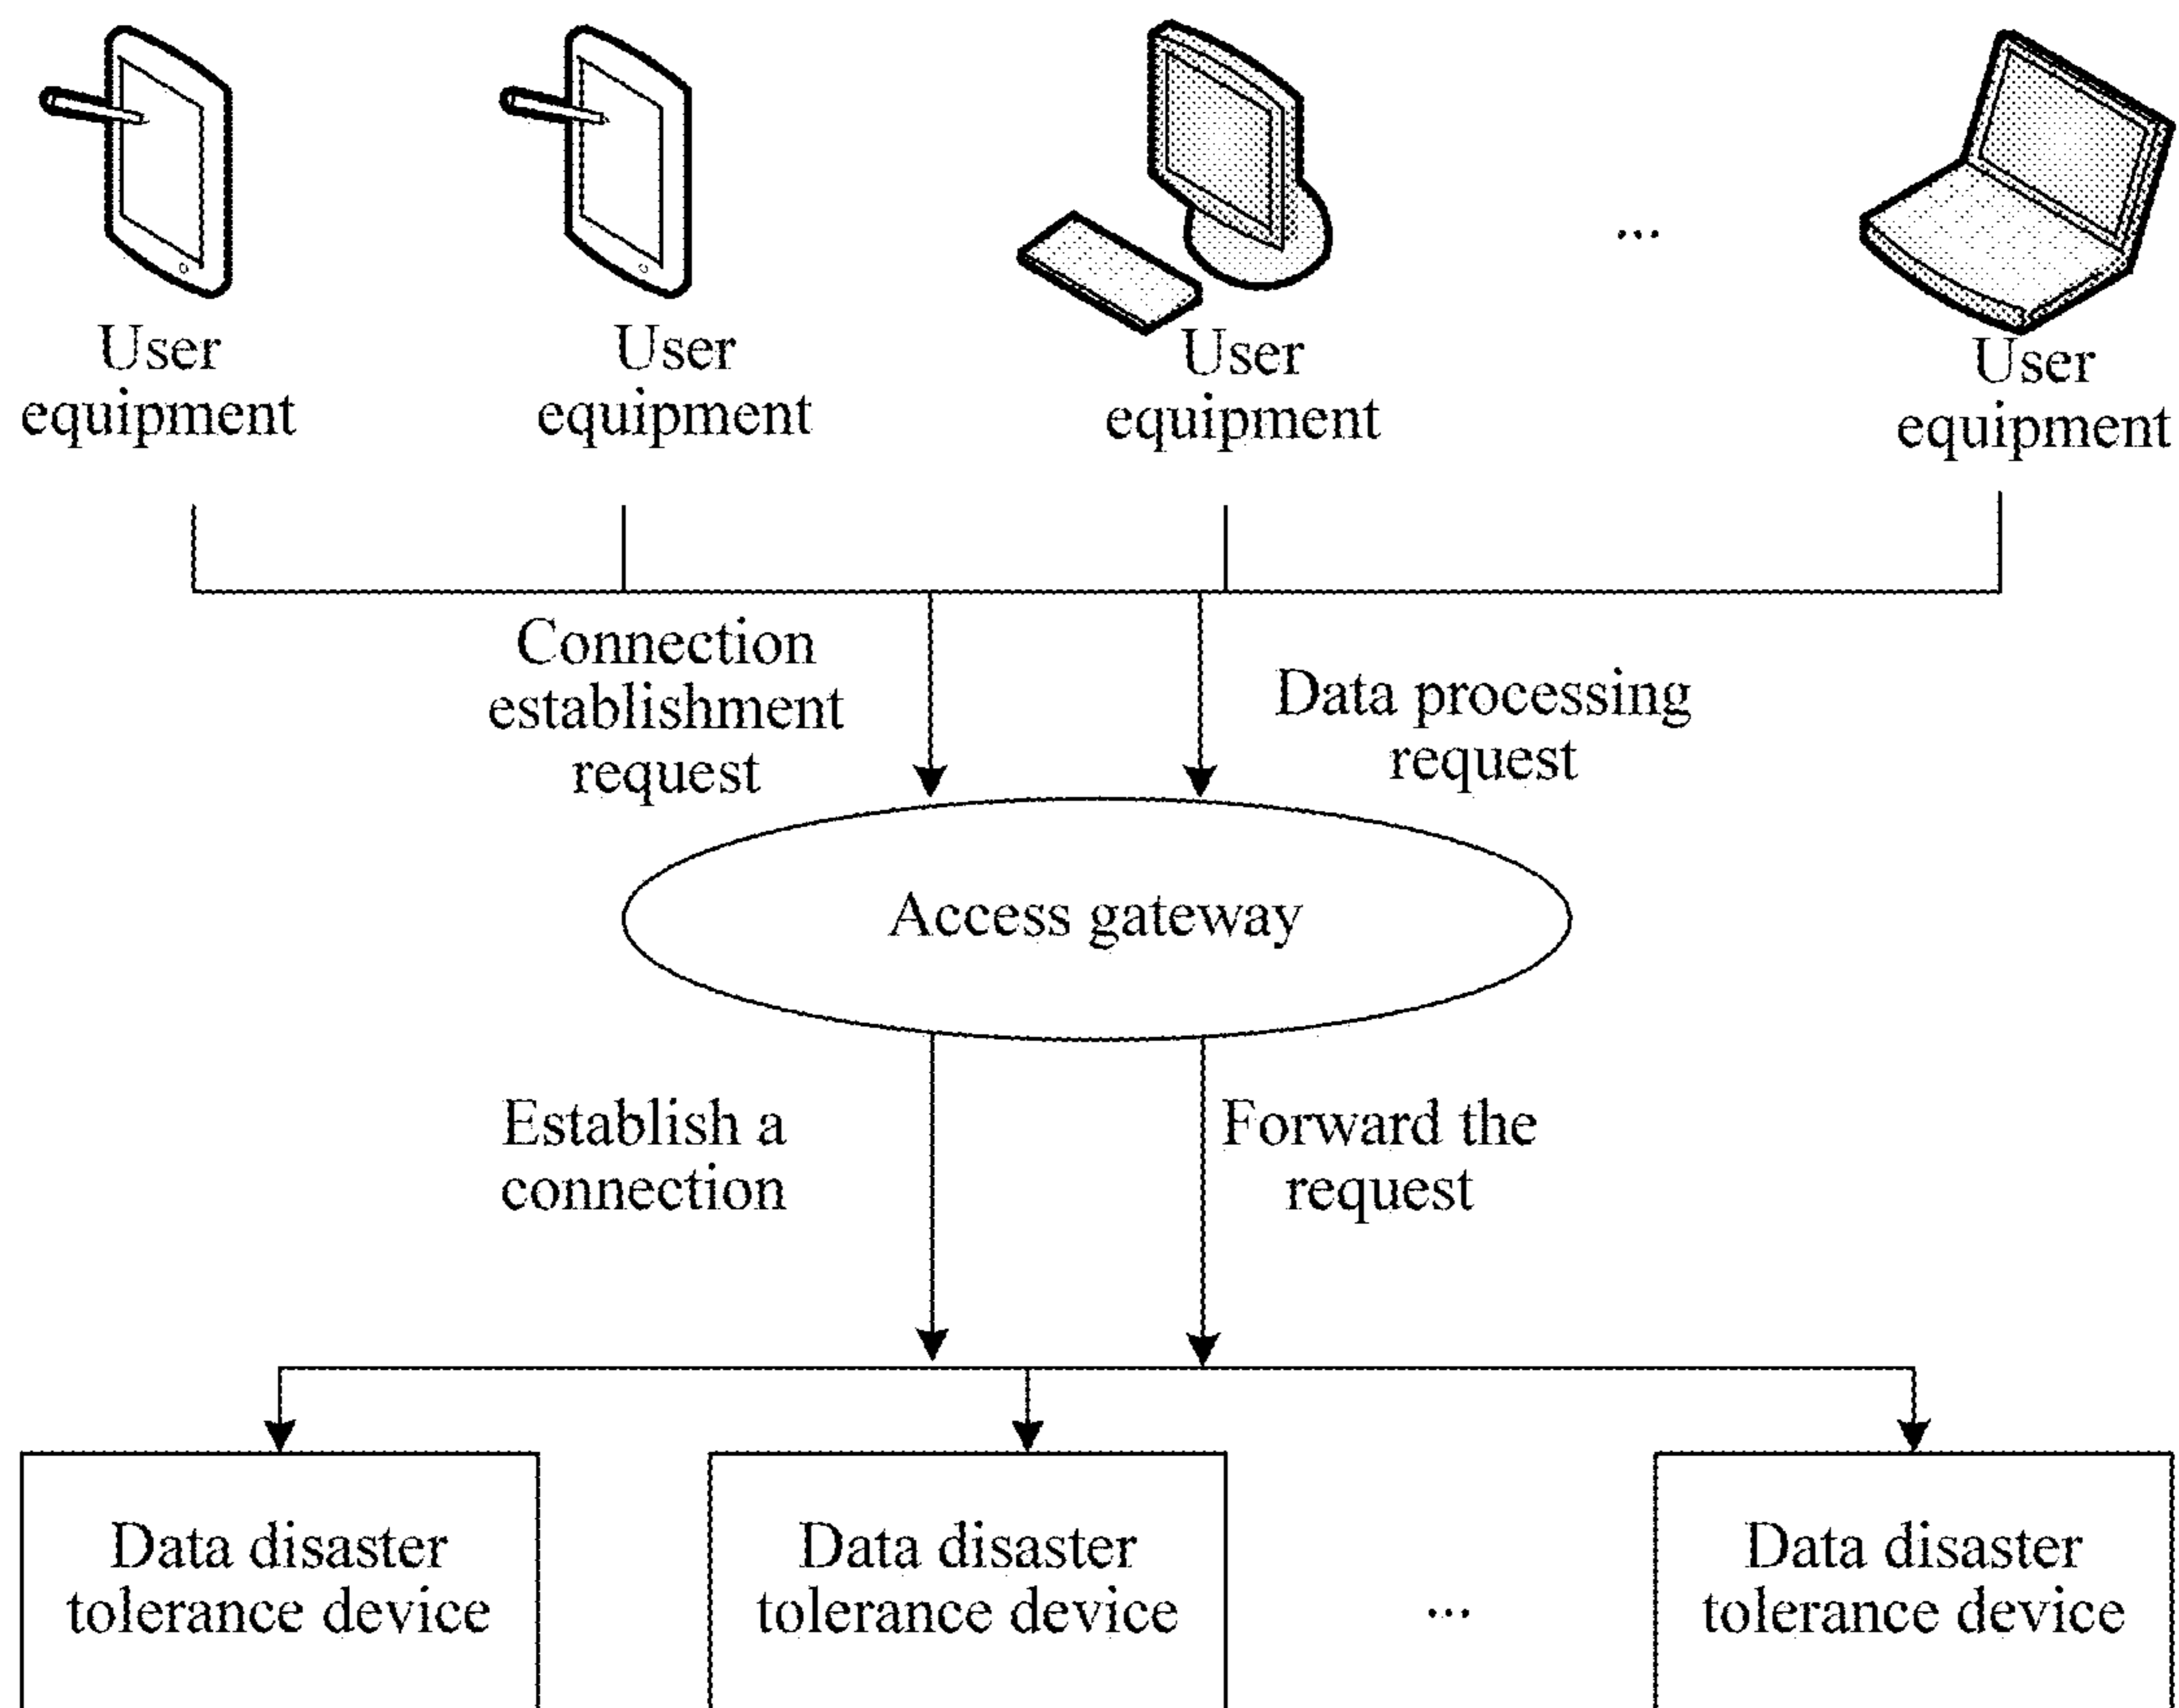 User
equipment
User
equipment
User
equipment
...
User
equipment
Connection
establishment
request
Data processing
request
Access gateway
Establish a
connection
Forward the
request
Data disaster
tolerance device
Data disaster
tolerance device
...
Data disaster
tolerance device